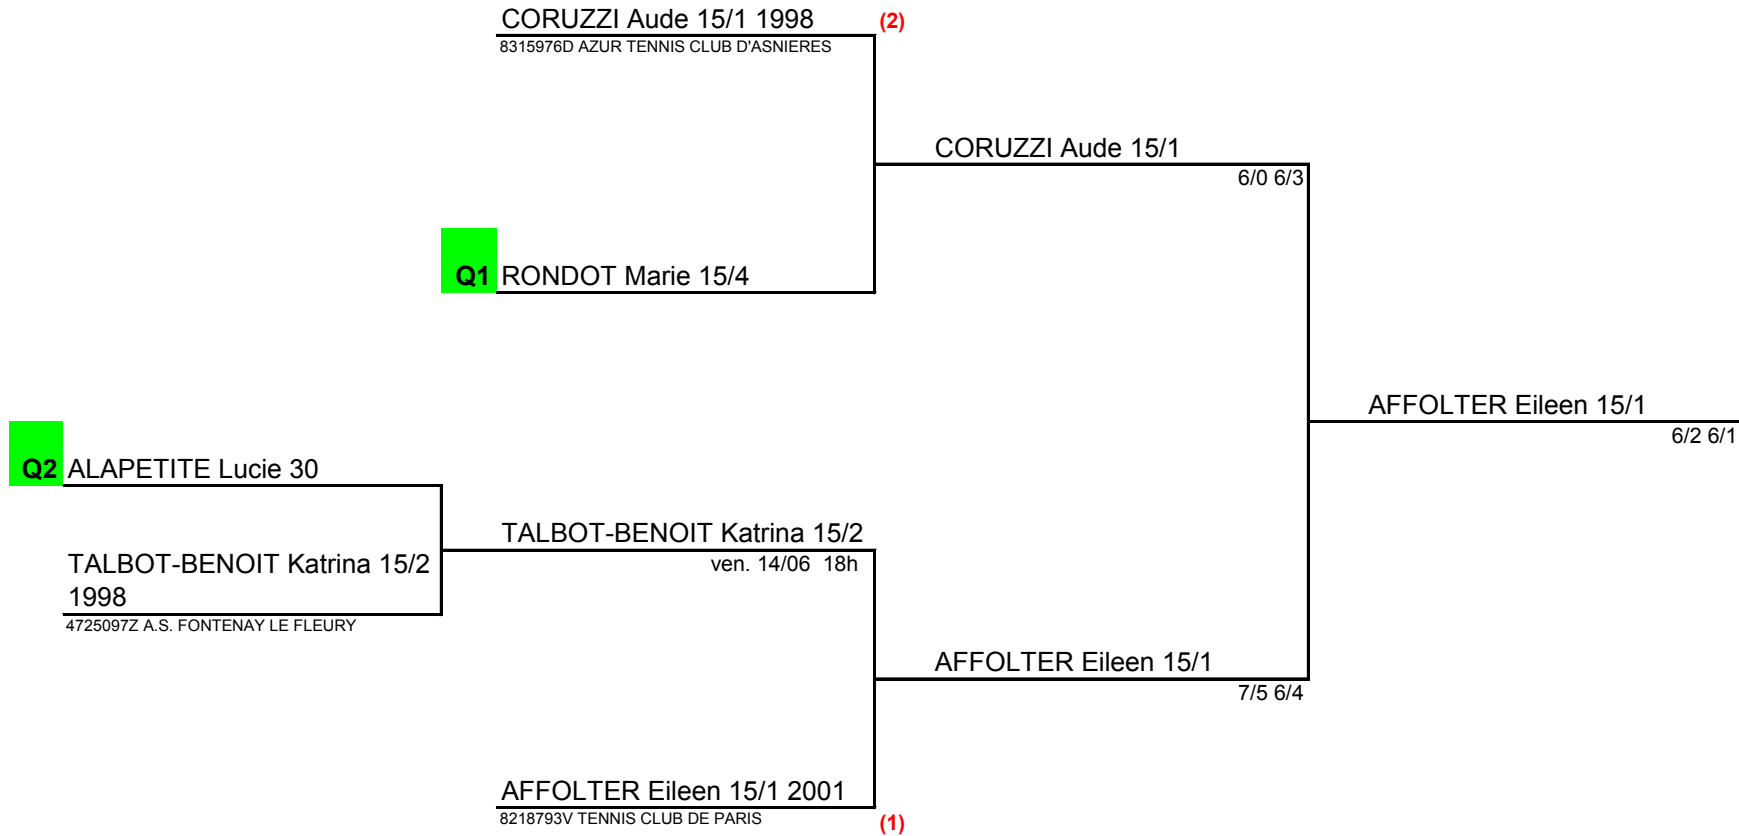 CORUZZI Aude 15/1 1998
(2)
8315976D AZUR TENNIS CLUB D'ASNIERES
CORUZZI Aude 15/1
6/0 6/3
Q1 RONDOT Marie 15/4
AFFOLTER Eileen 15/1
6/2 6/1
Q2 ALAPETITE Lucie 30
TALBOT-BENOIT Katrina 15/2
ven. 14/06 18h
TALBOT-BENOIT Katrina 15/2
1998
4725097Z A.S. FONTENAY LE FLEURY
AFFOLTER Eileen 15/1
7/5 6/4
AFFOLTER Eileen 15/1 2001
8218793V TENNIS CLUB DE PARIS
(1)